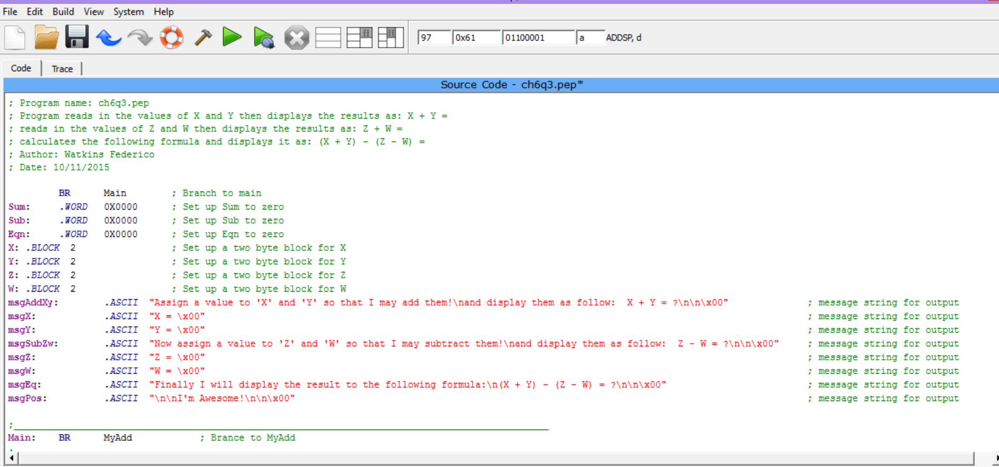 File Edit Build View System Help
97 0x61 01100001 a ADDSP, d
Code Trace
Source Code - ch6q3.pep*
; Program name: ch6q3.pep
; Program reads in the values of X and Y then displays the results as: X + Y =
; reads in the values of Z and W then displays the results as: Z + W =
; calculates the following formula and displays it as: (X + Y) - (Z - W) =
; Author: Watkins Federico
; Date: 10/11/2015
BR Main ; Branch to main
Sum: .WORD 0X0000 ; Set up Sum to zero
Sub: .WORD 0X0000 ; Set up Sub to zero
Eqn: .WORD 0X0000 ; Set up Eqn to zero
X: .BLOCK 2 ; Set up a two byte block for X
Y: .BLOCK 2 ; Set up a two byte block for Y
Z: .BLOCK 2 ; Set up a two byte block for Z
W: .BLOCK 2 ; Set up a two byte block for W
msgAddXy: .ASCII "Assign a value to 'X' and 'Y' so that I may add them!\nand display them as follow:  X + Y = ?\n\n\x00" ; message string for output
msgX: .ASCII "X = \x00" ; message string for output
msgY: .ASCII "Y = \x00" ; message string for output
msgSubZw: .ASCII "Now assign a value to 'Z' and 'W' so that I may subtract them!\nand display them as follow:  Z - W = ?\n\n\x00" ; message string for output
msgZ: .ASCII "Z = \x00" ; message string for output
msgW: .ASCII "W = \x00" ; message string for output
msgEq: .ASCII "Finally I will display the result to the following formula:\n(X + Y) - (Z - W) = ?\n\n\x00" ; message string for output
msgPos: .ASCII "\n\nI'm Awesome!\n\n\x00" ; message string for output
;
Main: BR MyAdd ; Brance to MyAdd